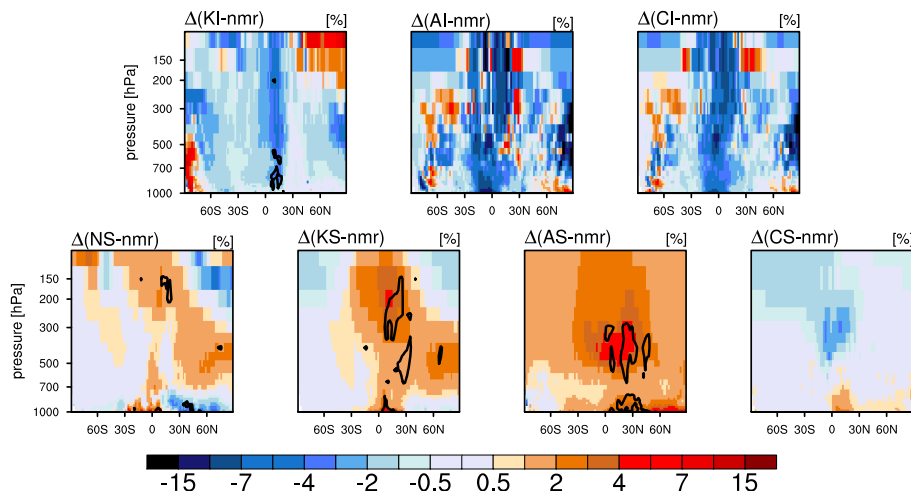 Δ(KI-nmr) [%] Δ(AI-nmr) [%] Δ(CI-nmr) [%]
pressure [hPa]
150
200
300
500
700
1000
60S 30S 0 30N 60N 60S 30S 0 30N 60N 60S 30S 0 30N 60N
Δ(NS-nmr) [%] Δ(KS-nmr) [%] Δ(AS-nmr) [%] Δ(CS-nmr) [%]
pressure [hPa]
150
200
300
500
700
1000
60S 30S 0 30N 60N 60S 30S 0 30N 60N 60S 30S 0 30N 60N 60S 30S 0 30N 60N
-15 -7 -4 -2 -0.5 0.5 2 4 7 15